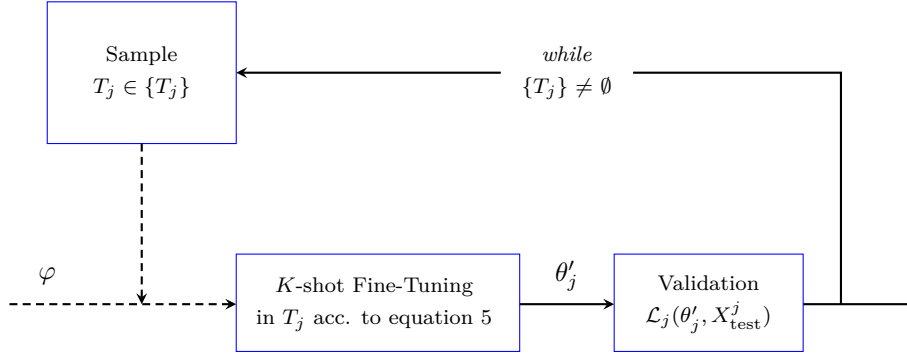 Sample
T_j ∈ {T_j}
while
{T_j} ≠ ∅
φ
K-shot Fine-Tuning
in T_j acc. to equation 5
θ′_j
Validation
ℒ_j(θ′_j, X^j_test)